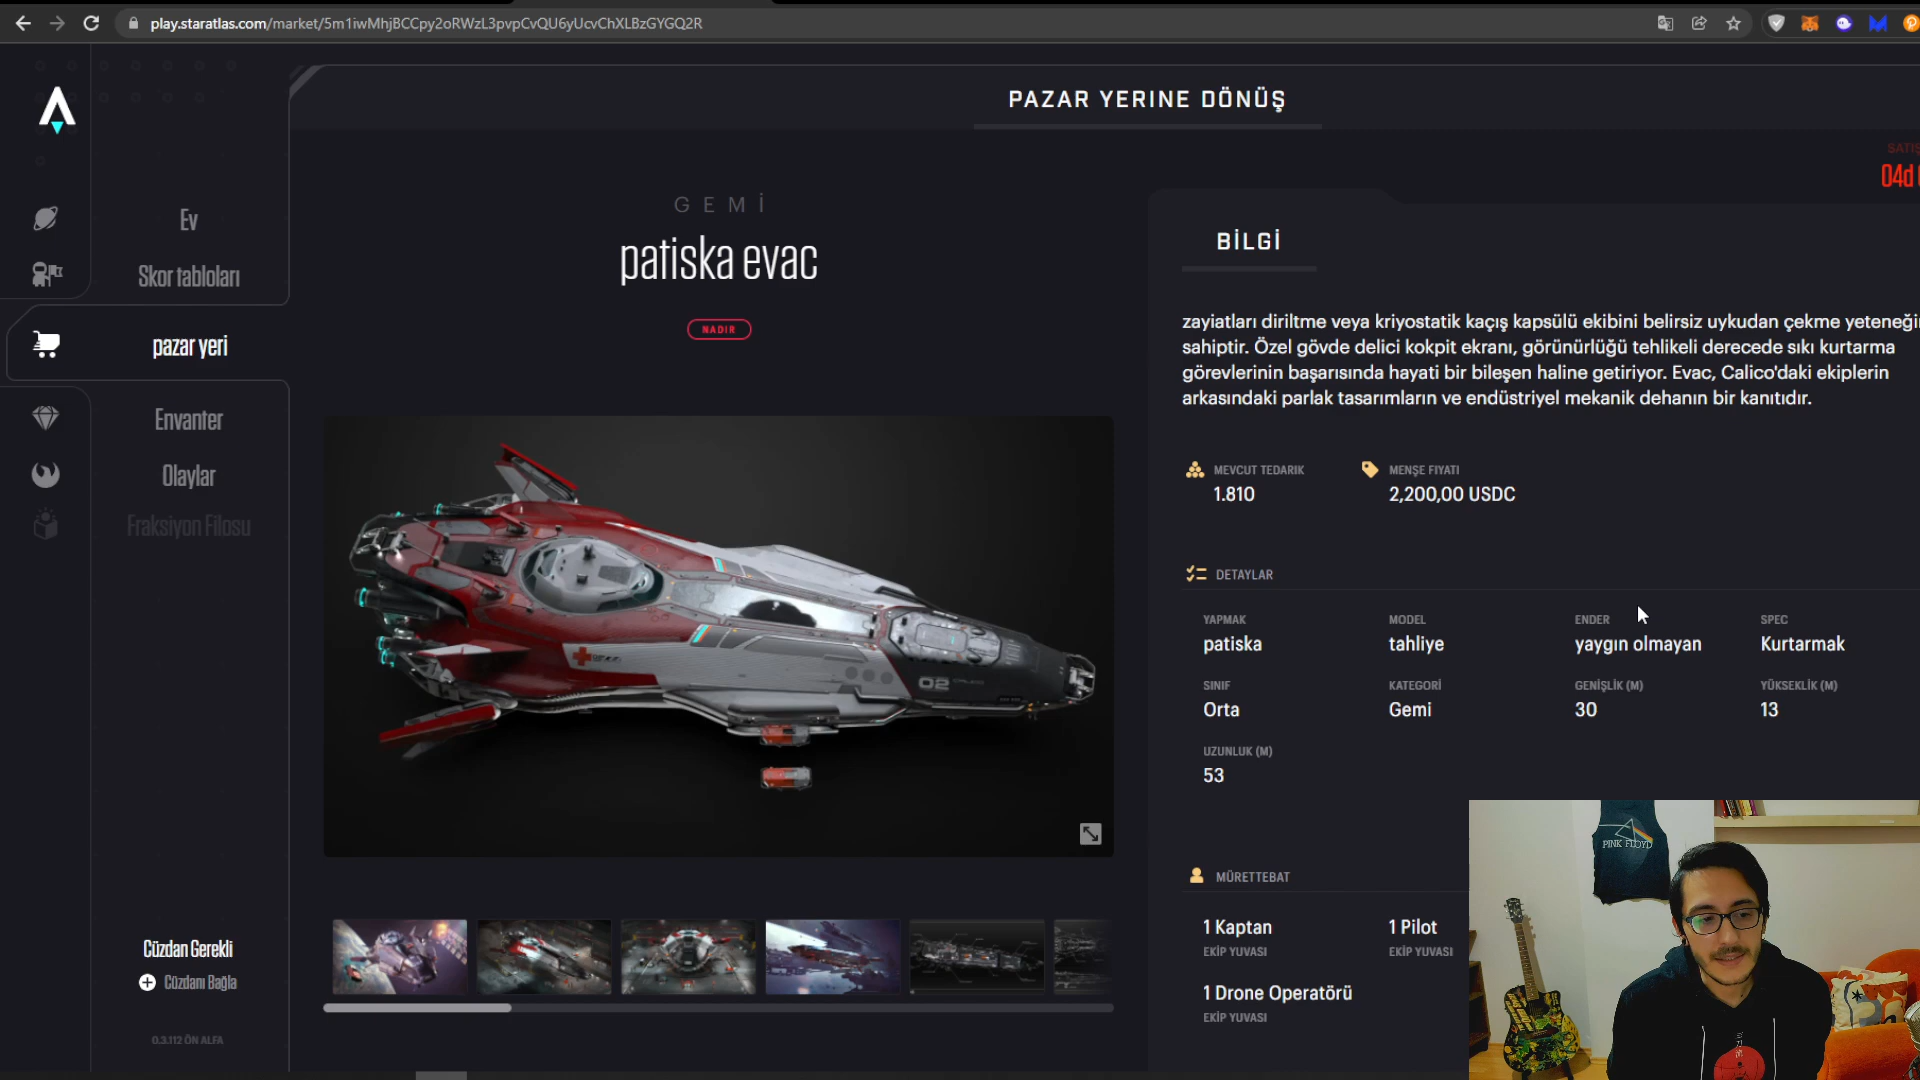 play.staratlas.com/market/5m1iwMhjBCCpy2oRWzL3pvpCvQU6yUcvChXLBzGYGQ2R
PAZAR YERINE DÖNÜŞ
SATIŞ
04d
Ev
Skor tabloları
pazar yeri
Envanter
Olaylar
Fraksiyon Filosu
Cüzdan Gerekli
Cüzdanı Bağla
0.3.112 ÖN ALFA
GEMİ
patiska evac
NADIR
02
BİLGİ
zayiatları diriltme veya kriyostatik kaçış kapsülü ekibini belirsiz uykudan çekme
sahiptir. Özel gövde delici kokpit ekranı, görünürlüğü tehlikeli derecede sıkı kurtarma
görevlerinin başarısında hayati bir bileşen haline getiriyor. Evac, Calico'daki ekiplerin
arkasındaki parlak tasarımların ve endüstriyel mekanik dehanın bir kanıtıdır.
MEVCUT TEDARIK
1.810
MENŞE FIYATI
2,200,00 USDC
DETAYLAR
YAPMAK
patiska
MODEL
tahliye
ENDER
yaygın olmayan
SPEC
Kurtarmak
SINIF
Orta
KATEGORİ
Gemi
GENİŞLİK (M)
30
YÜKSEKLİK (M)
13
UZUNLUK (M)
53
MÜRETTEBAT
1 Kaptan
EKİP YUVASI
1 Pilot
EKİP YUVASI
1 Drone Operatörü
EKİP YUVASI
PINK FLOYD